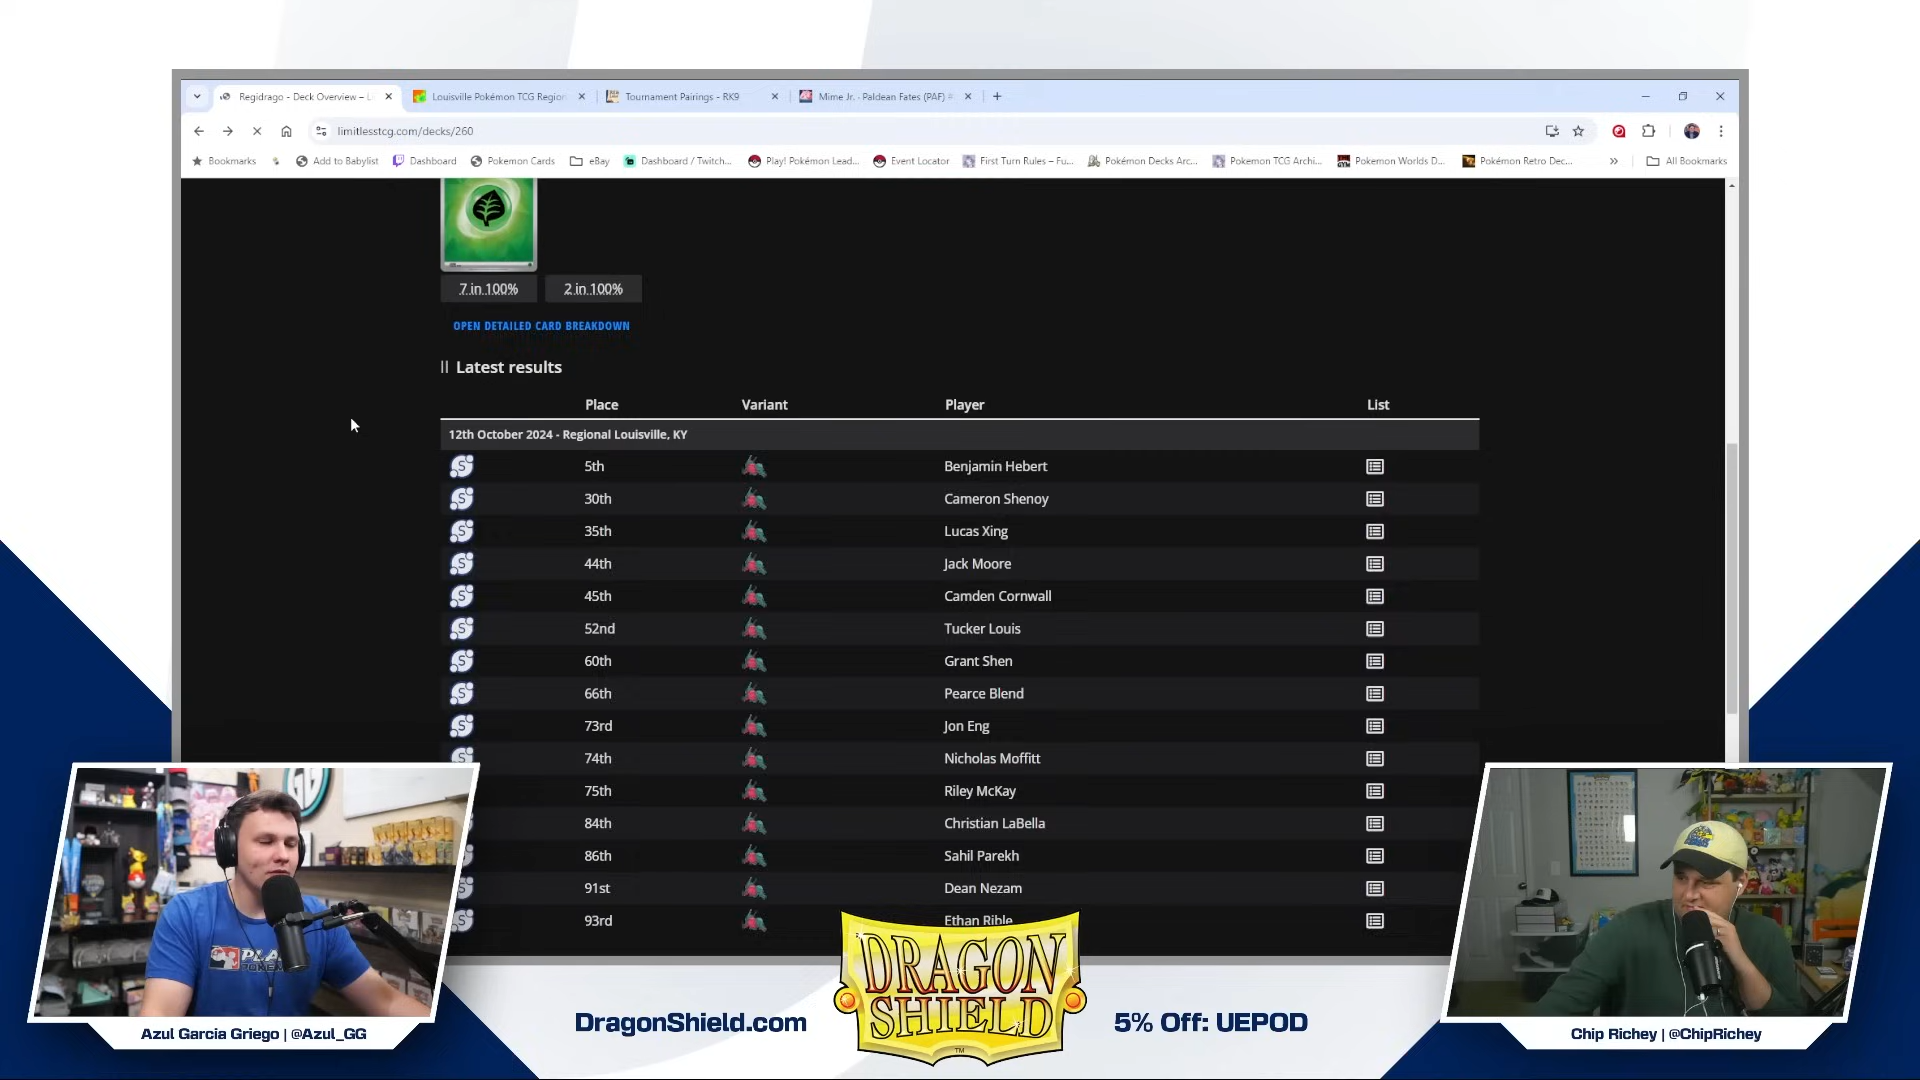 Regidrago - Deck Overview – Li
Louisville Pokémon TCG Region
Tournament Pairings - RK9
Mime Jr. - Paldean Fates (PAF) #
limitlesstcg.com/decks/260
Bookmarks
Add to Babylist
Dashboard
Pokemon Cards
eBay
Dashboard / Twitch...
Play! Pokémon Lead...
Event Locator
First Turn Rules – Fu...
Pokémon Decks Arc...
Pokemon TCG Archi...
Pokemon Worlds D...
Pokémon Retro Dec...
All Bookmarks
7 in 100% 2 in 100%
OPEN DETAILED CARD BREAKDOWN
Latest results
Place Variant Player List
12th October 2024 - Regional Louisville, KY
5th Benjamin Hebert
30th Cameron Shenoy
35th Lucas Xing
44th Jack Moore
45th Camden Cornwall
52nd Tucker Louis
60th Grant Shen
66th Pearce Blend
73rd Jon Eng
74th Nicholas Moffitt
75th Riley McKay
84th Christian LaBella
86th Sahil Parekh
91st Dean Nezam
93rd Ethan Rible
DRAGON
SHIELD
TM
DragonShield.com
5% Off: UEPOD
Azul Garcia Griego | @Azul_GG
Chip Richey | @ChipRichey